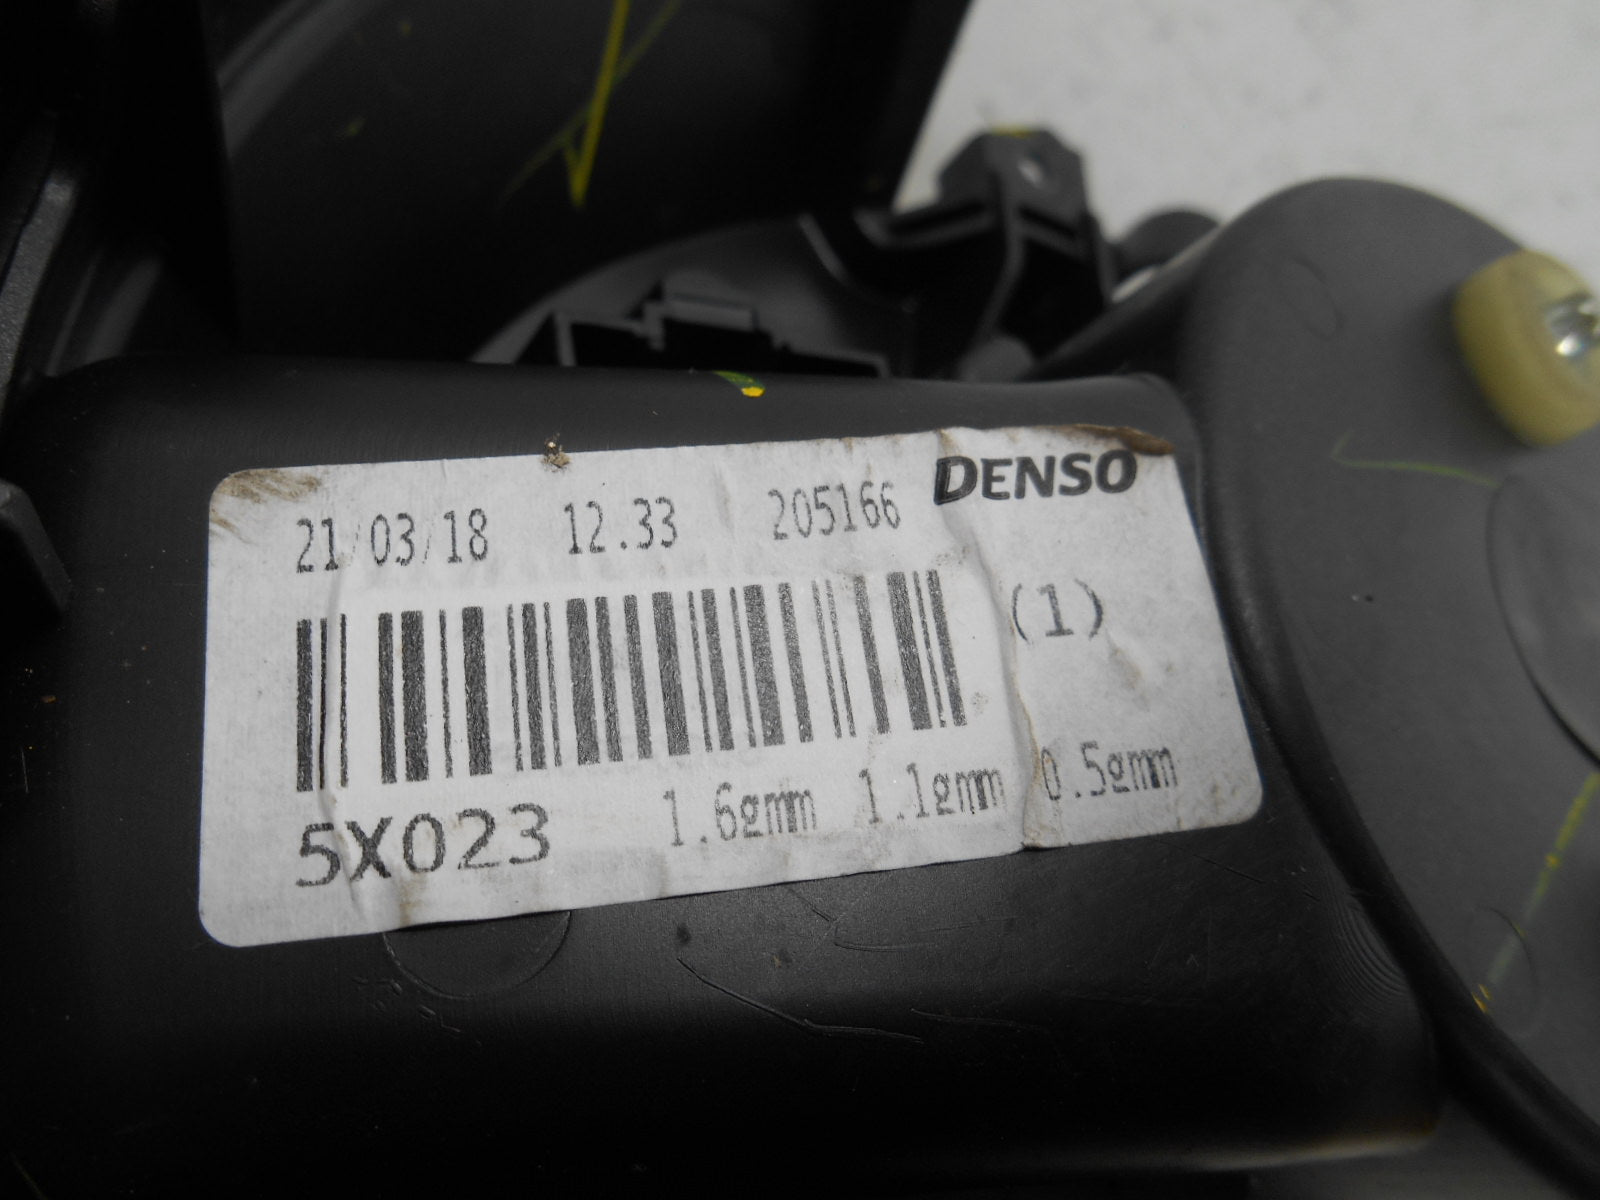 21/03/18 12.33 205166 DENSO
(1)
5X023 1.6gmm 1.1gmm 0.5gmm